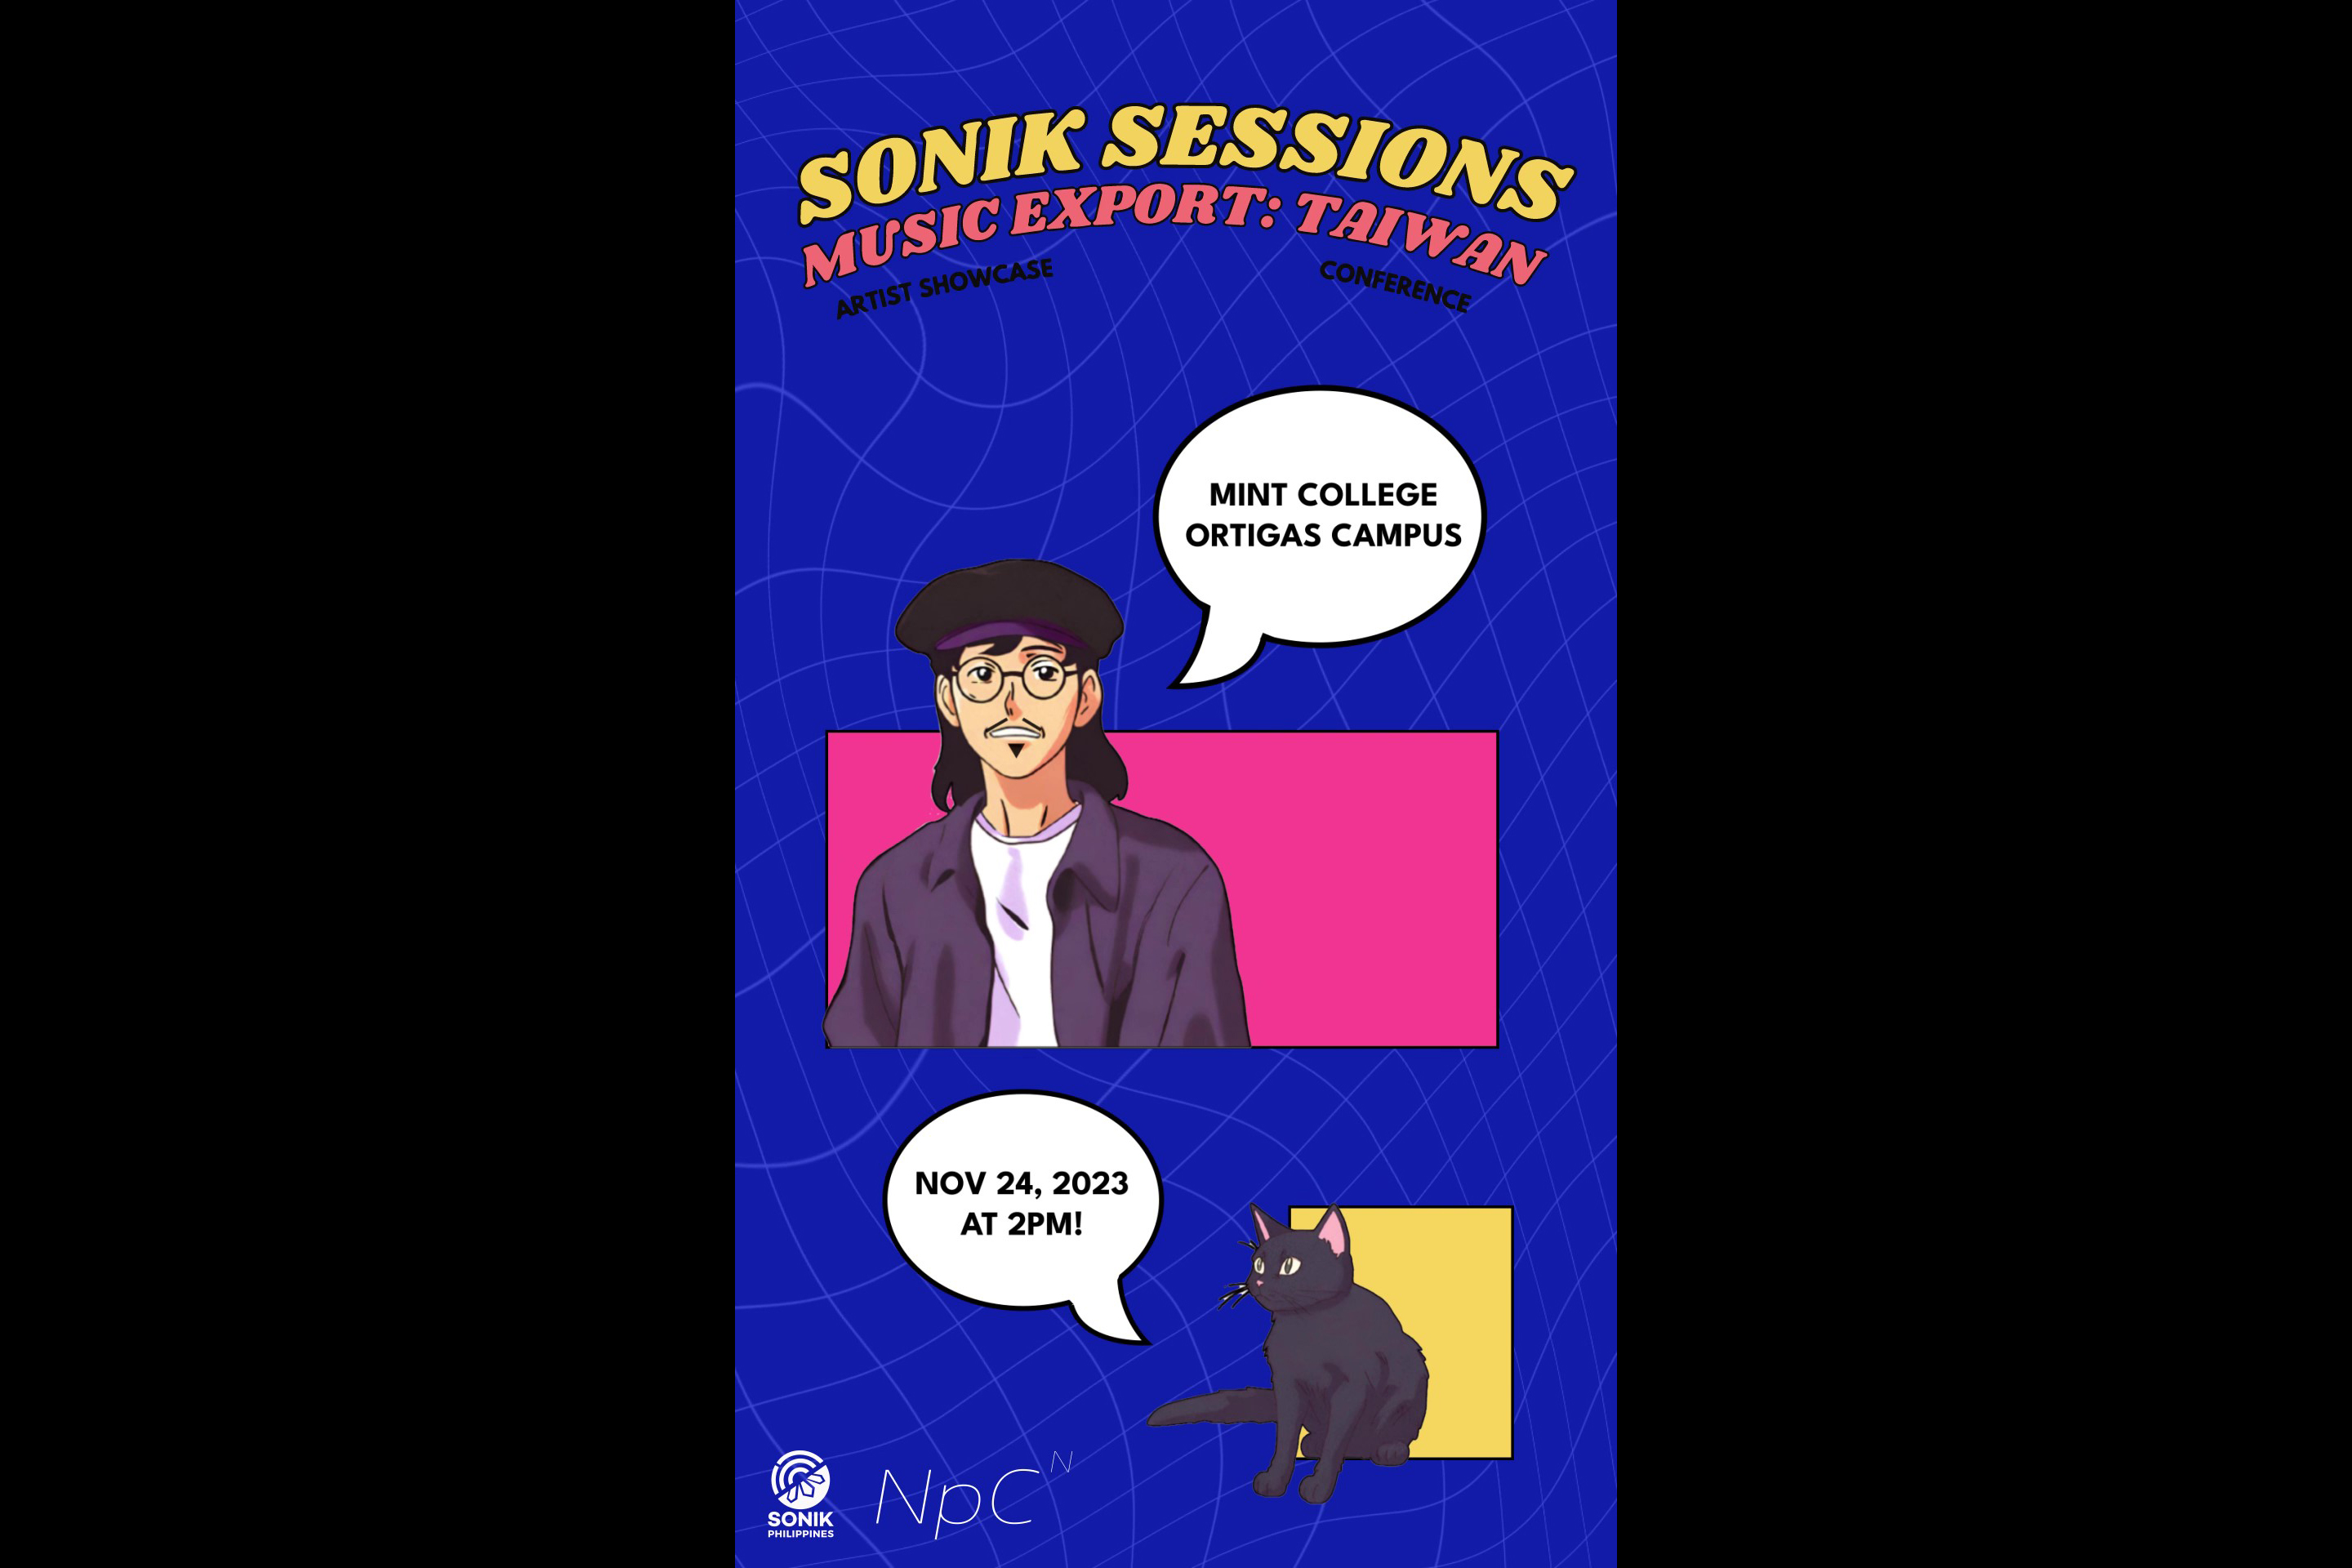 SONIK SESSIONS
MUSIC EXPORT: TAIWAN
ARTIST SHOWCASE
CONFERENCE
MINT COLLEGE
ORTIGAS CAMPUS
NOV 24, 2023
AT 2PM!
SONIK
PHILIPPINES
NpC N